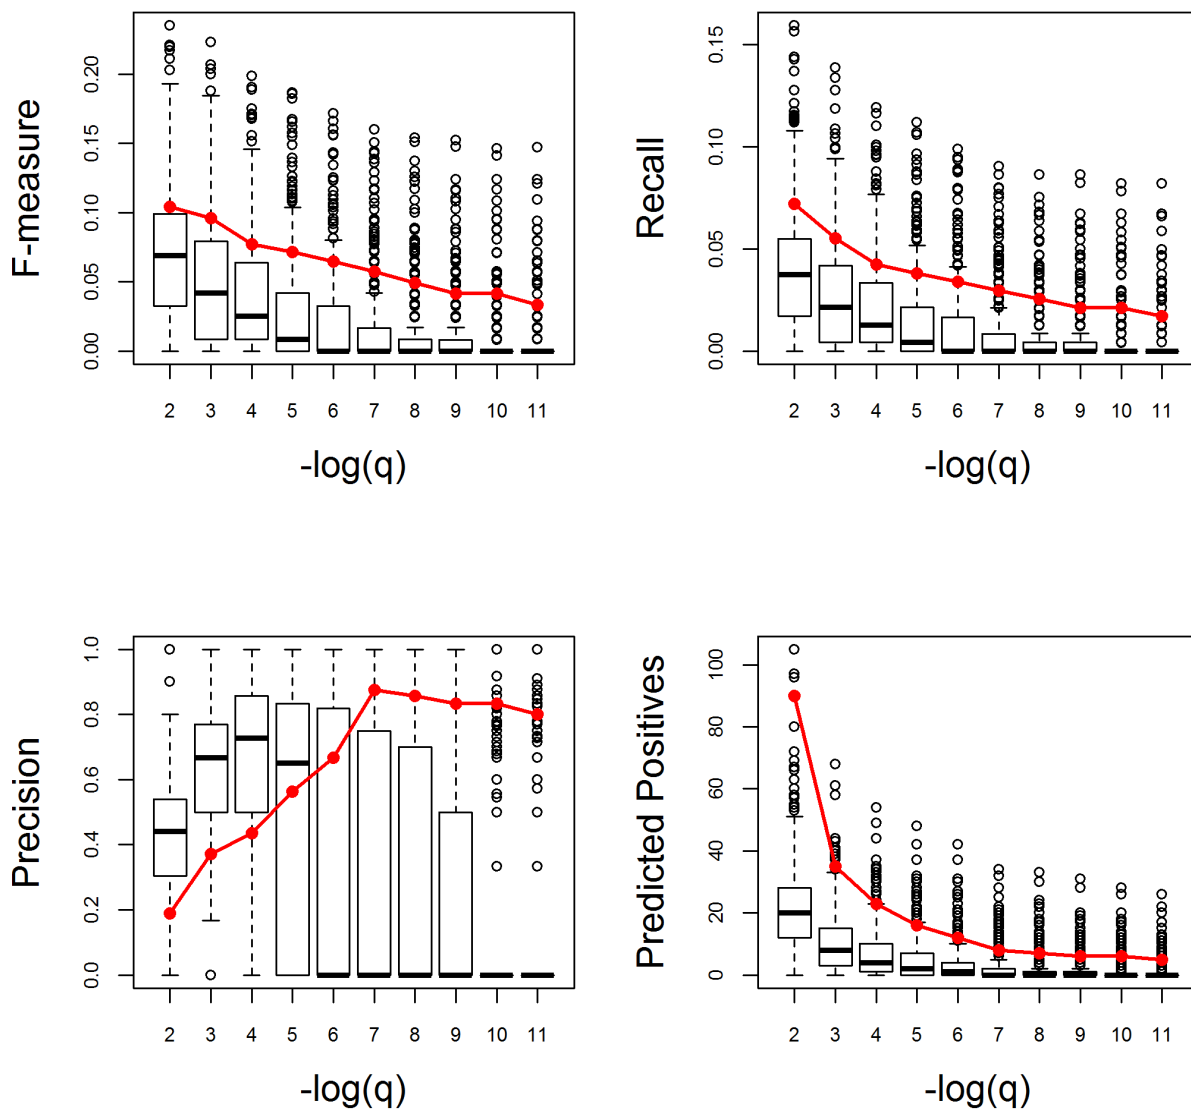 F-measure
0.00 0.05 0.10 0.15 0.20
2 3 4 5 6 7 8 9 10 11
-log(q)
Recall
0.00 0.05 0.10 0.15
2 3 4 5 6 7 8 9 10 11
-log(q)
Precision
0.0 0.2 0.4 0.6 0.8 1.0
2 3 4 5 6 7 8 9 10 11
-log(q)
Predicted Positives
0 20 40 60 80 100
2 3 4 5 6 7 8 9 10 11
-log(q)